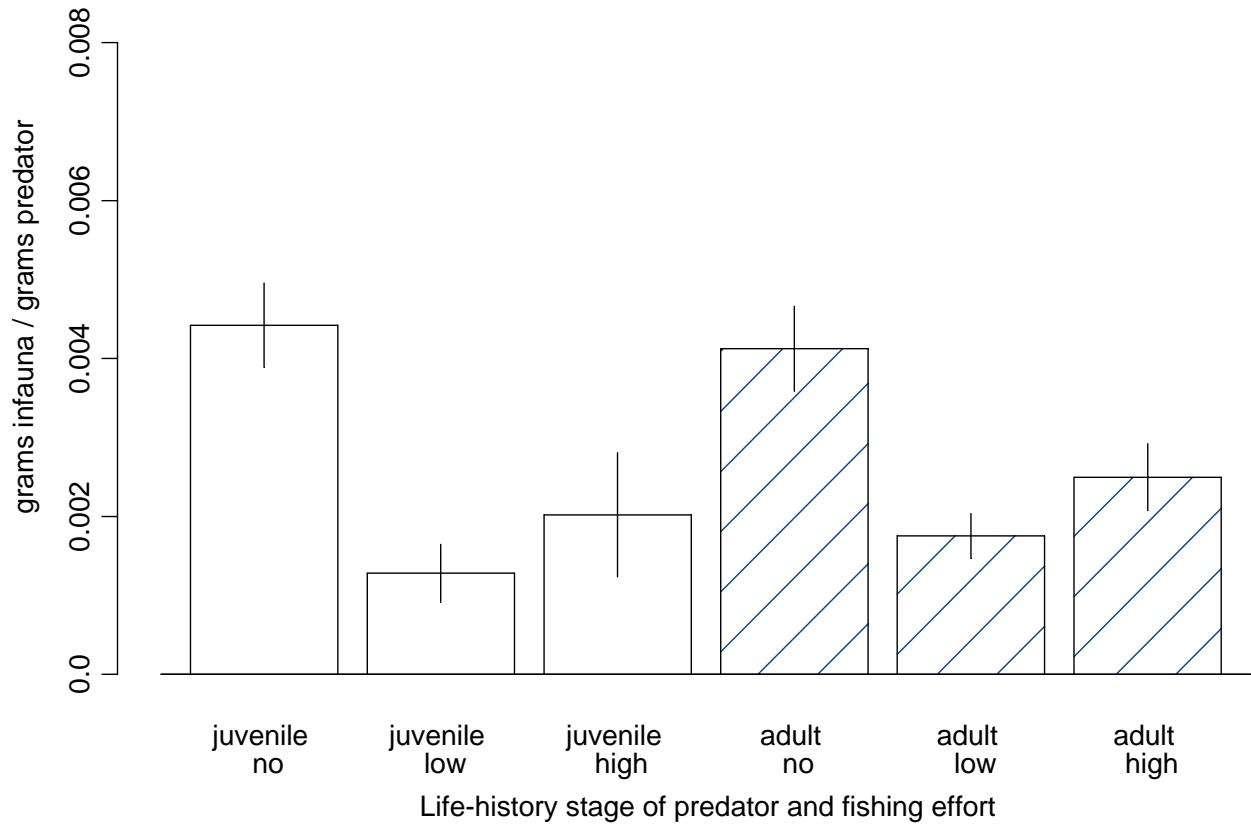 0.008
0.006
0.004
0.002
0.0
grams infauna / grams predator
juvenile no
juvenile low
juvenile high
adult no
adult low
adult high
Life-history stage of predator and fishing effort